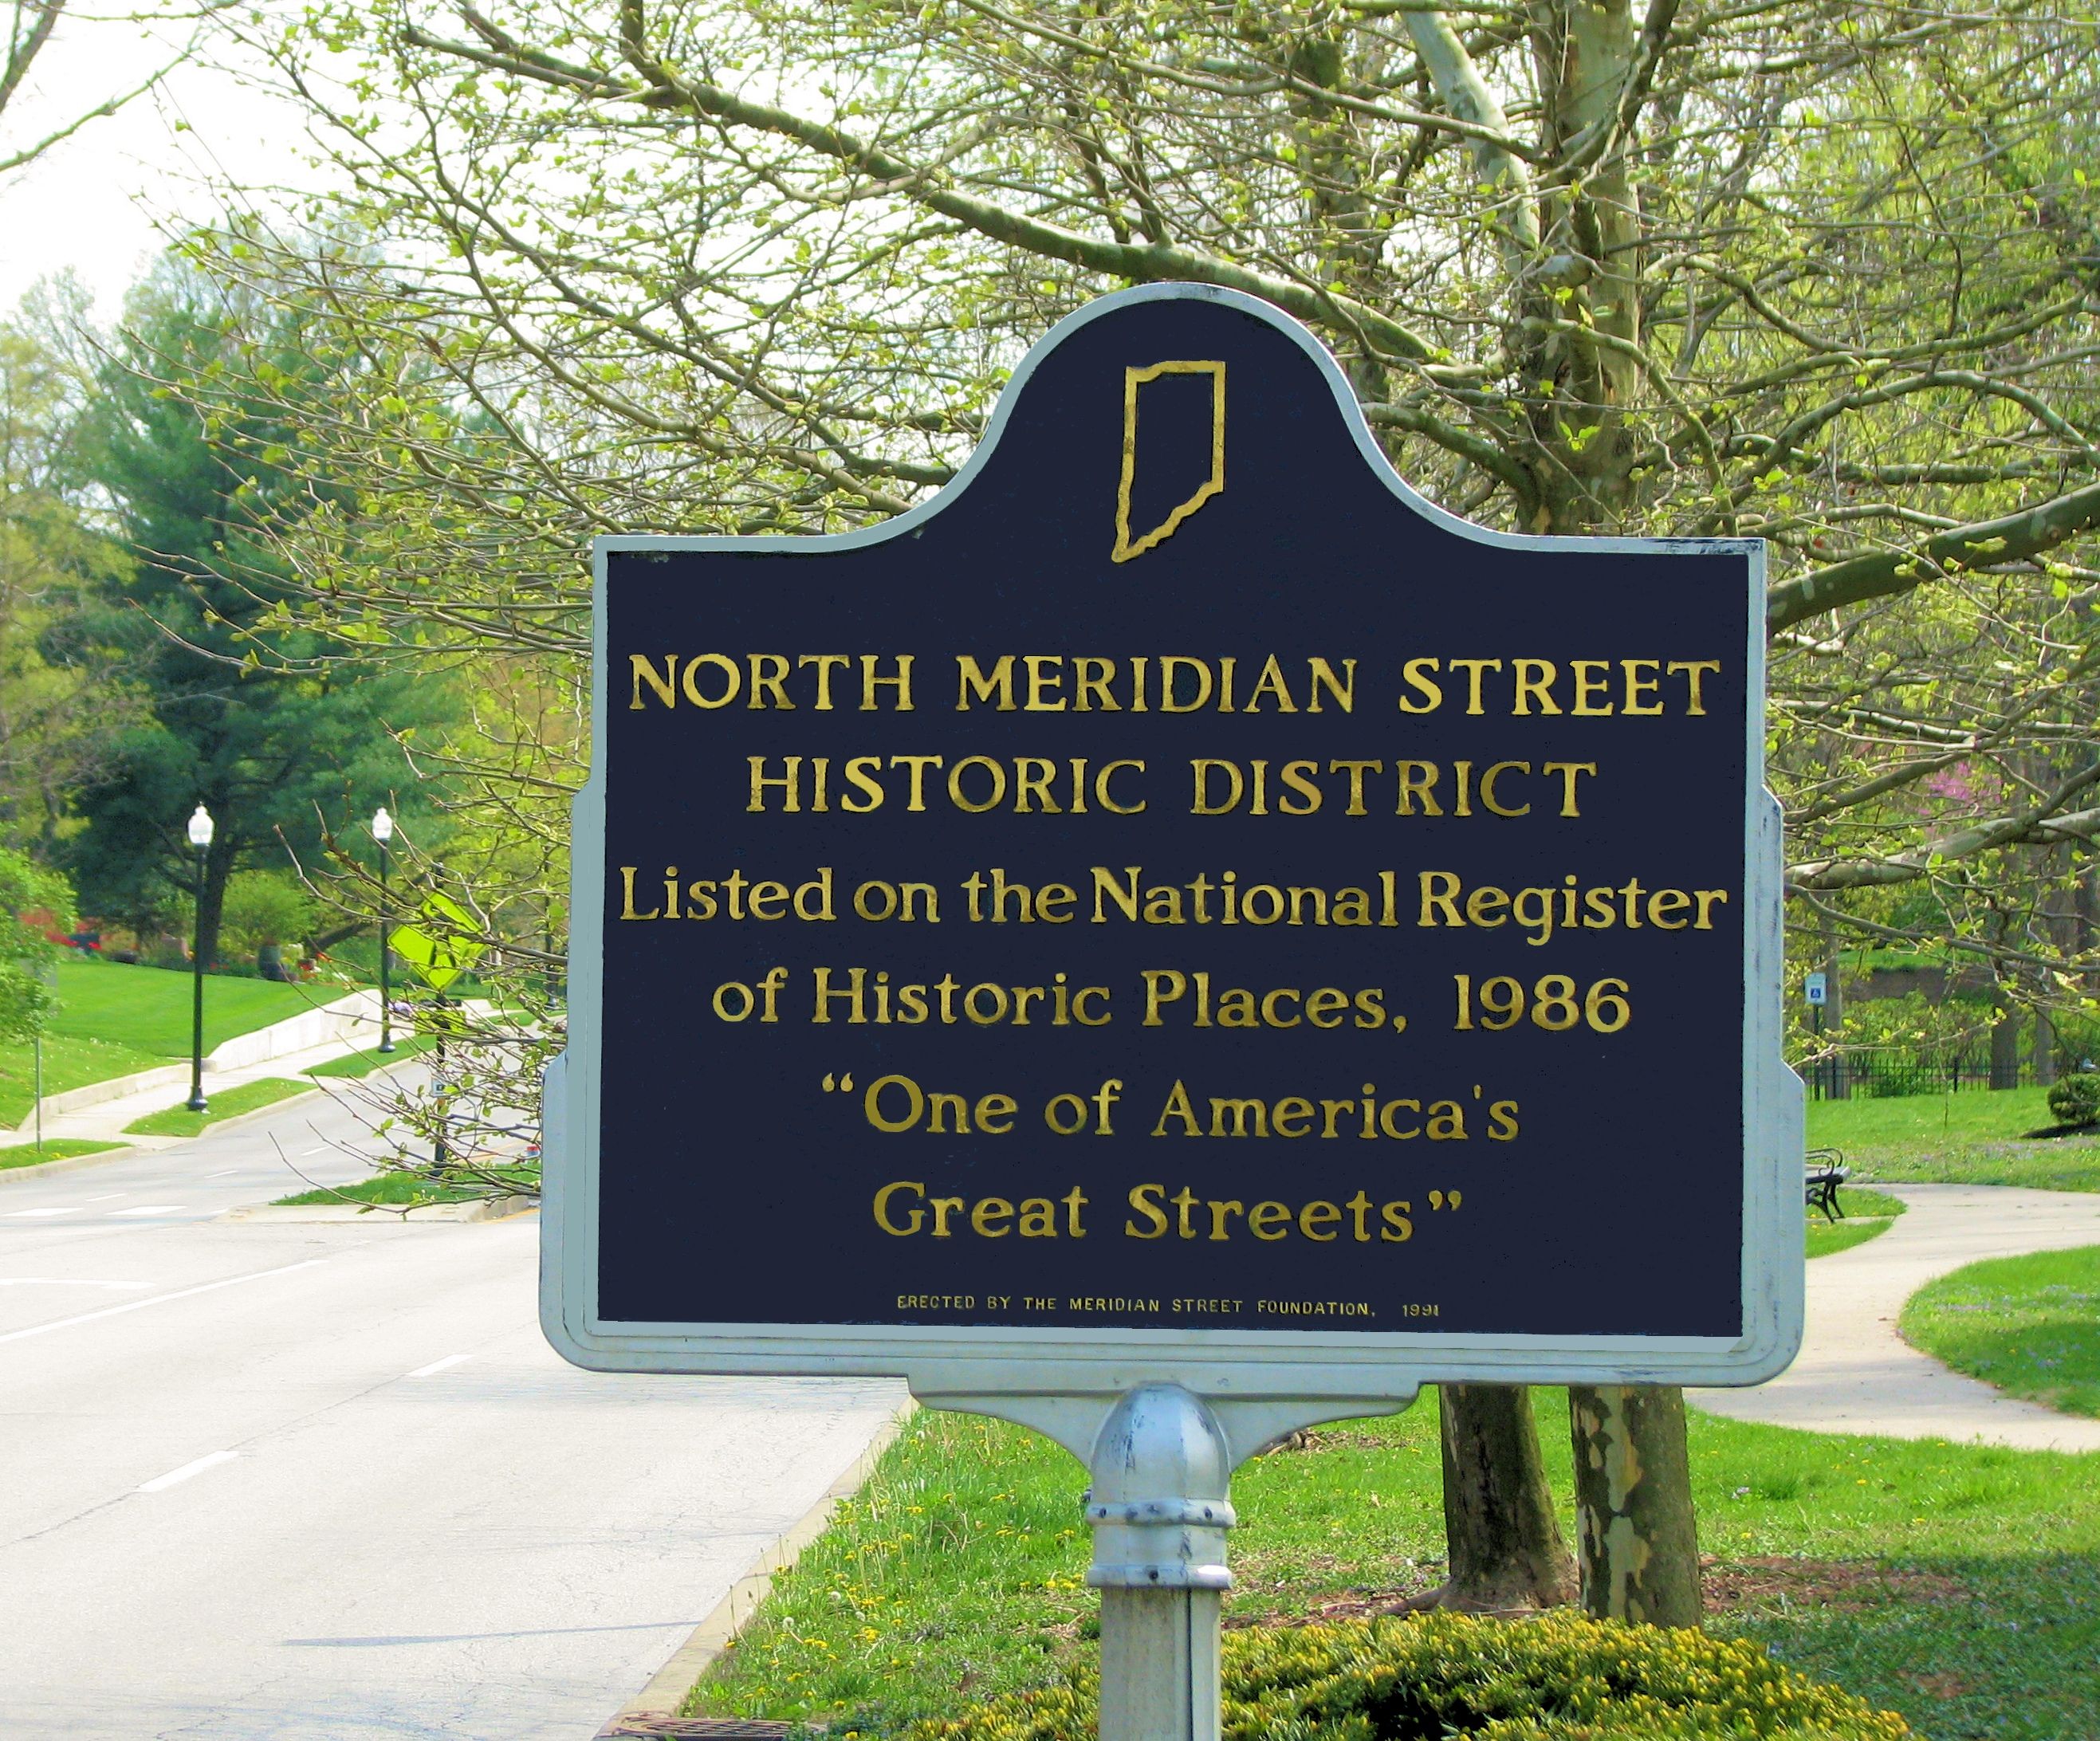 NORTH MERIDIAN STREET
HISTORIC DISTRICT
Listed on the National Register
of Historic Places, 1986
“One of America's
Great Streets”
ERECTED BY THE MERIDIAN STREET FOUNDATION, 1991